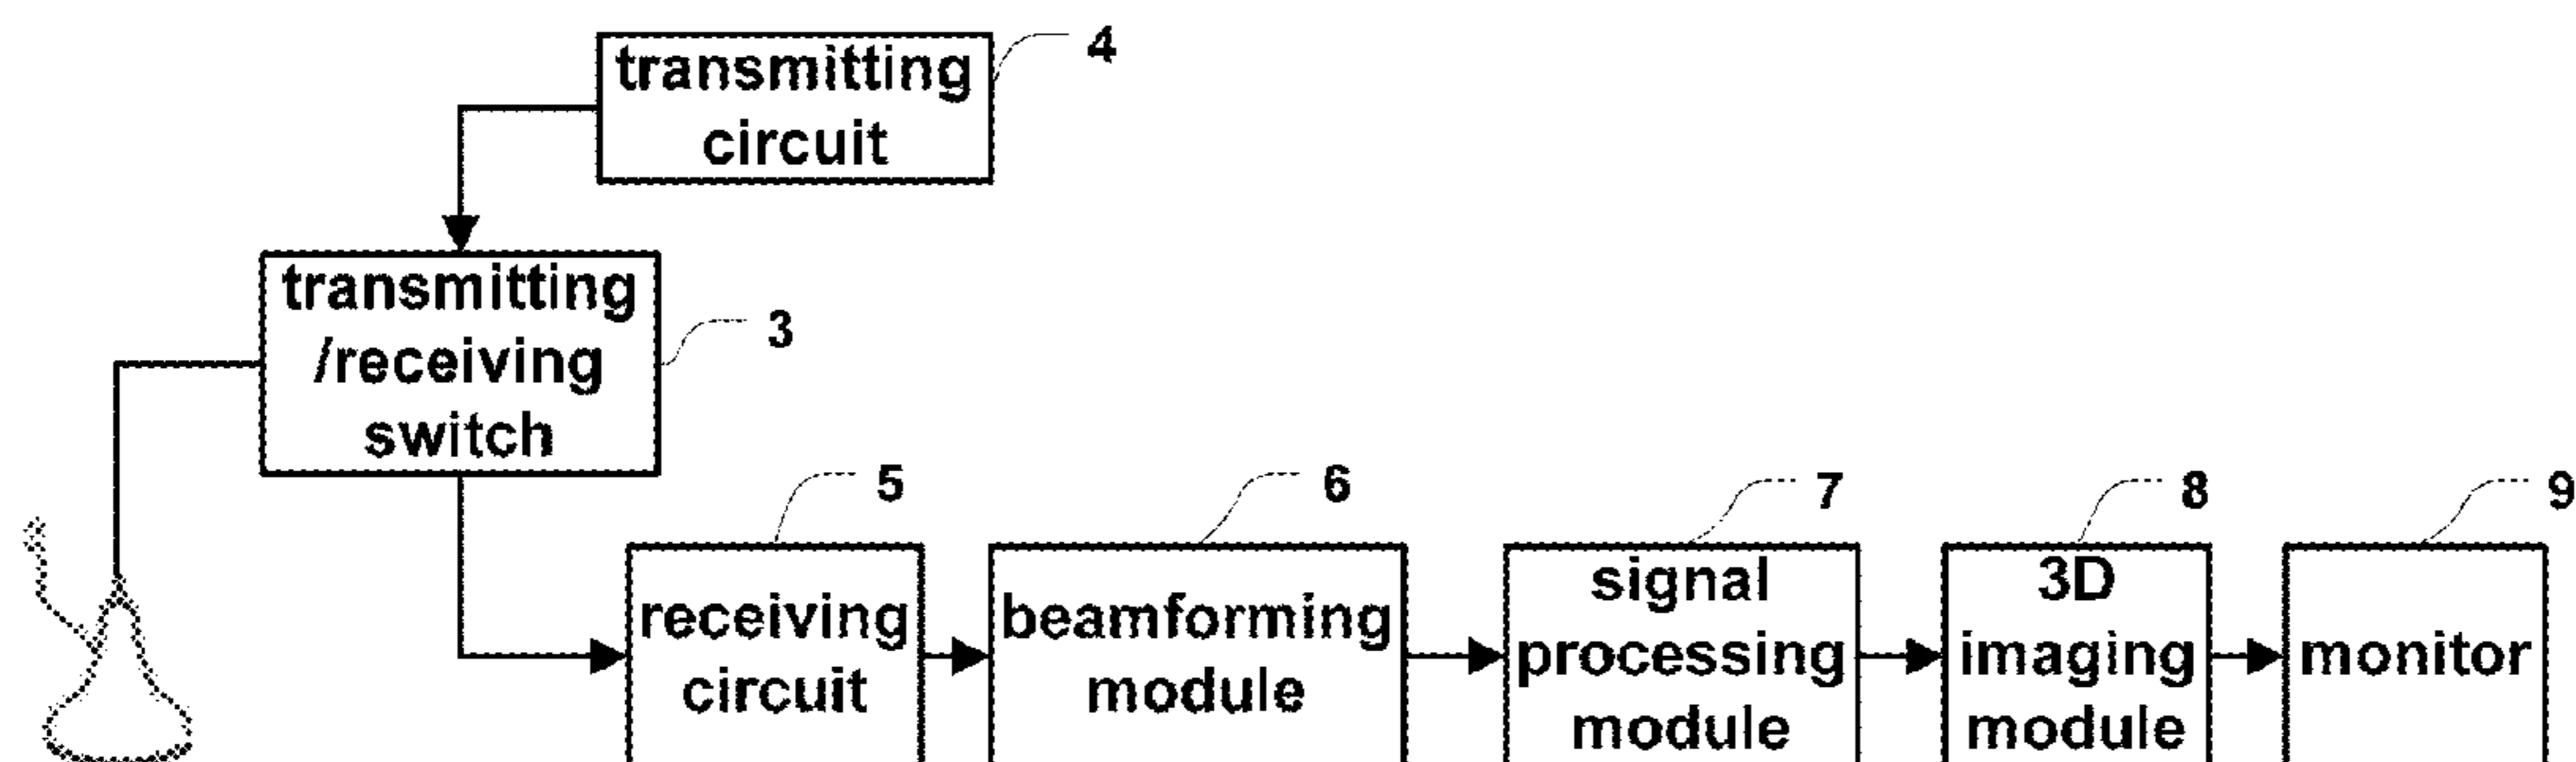 transmitting
circuit
4
transmitting
/receiving
switch
3
5
receiving
circuit
6
beamforming
module
7
signal
processing
module
8
3D
imaging
module
9
monitor